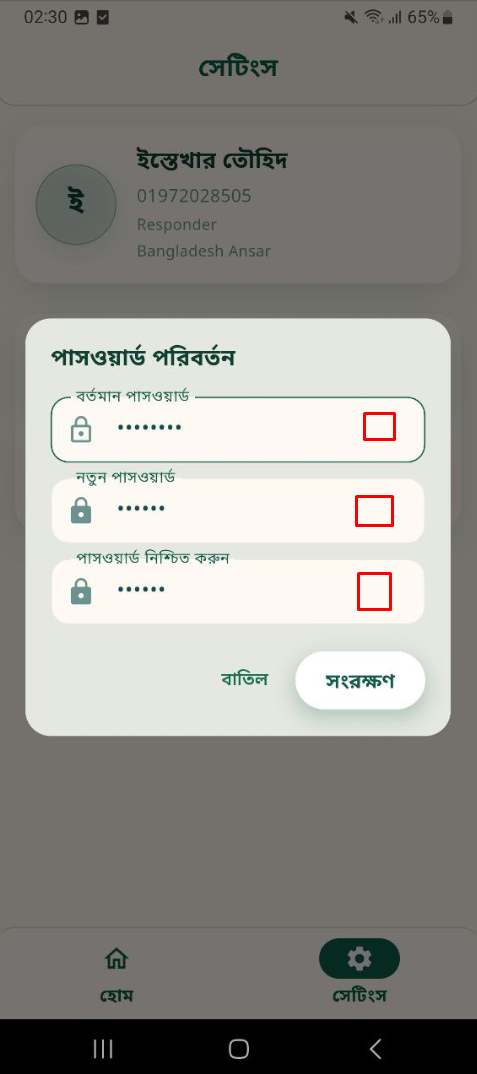 02:30
65%
সেটিংস
ই
ইস্তেখার তৌহিদ
01972028505
Responder
Bangladesh Ansar
পাসওয়ার্ড পরিবর্তন
বর্তমান পাসওয়ার্ড
••••••••
নতুন পাসওয়ার্ড
••••••
পাসওয়ার্ড নিশ্চিত করুন
••••••
বাতিল
সংরক্ষণ
হোম
সেটিংস